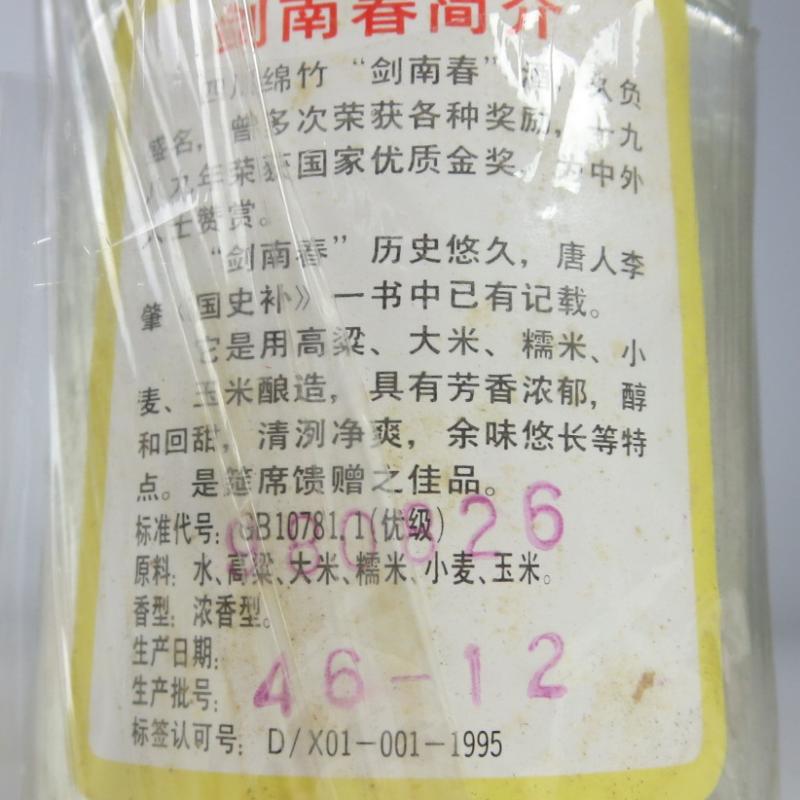 剑南春简介
四川绵竹“剑南春”酒,久负
盛名,曾多次荣获各种奖励,一九
八九年荣获国家优质金奖,为中外
人士赞赏。
“剑南春”历史悠久,唐人李
肇《国史补》一书中已有记载。
它是用高粱、大米、糯米、小
麦、玉米酿造,具有芳香浓郁,醇
和回甜,清洌净爽,余味悠长等特
点。是筵席馈赠之佳品。
标准代号:GB10781.1(优级)
原料:水、高粱、大米、糯米、小麦、玉米。
香型:浓香型。
生产日期:980626
生产批号:46-12
标签认可号:D/X01-001-1995